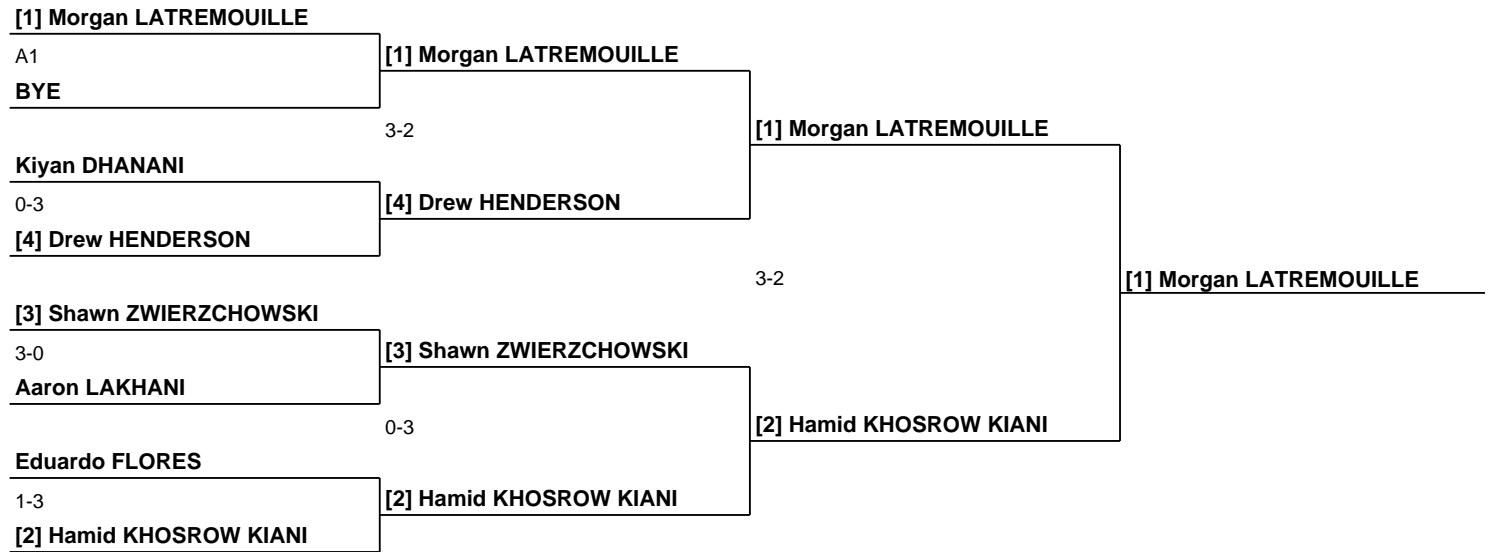 [1] Morgan LATREMOUILLE
A1
[1] Morgan LATREMOUILLE
BYE
3-2
[1] Morgan LATREMOUILLE
Kiyan DHANANI
0-3
[4] Drew HENDERSON
[4] Drew HENDERSON
3-2
[1] Morgan LATREMOUILLE
[3] Shawn ZWIERZCHOWSKI
3-0
[3] Shawn ZWIERZCHOWSKI
Aaron LAKHANI
0-3
[2] Hamid KHOSROW KIANI
Eduardo FLORES
1-3
[2] Hamid KHOSROW KIANI
[2] Hamid KHOSROW KIANI